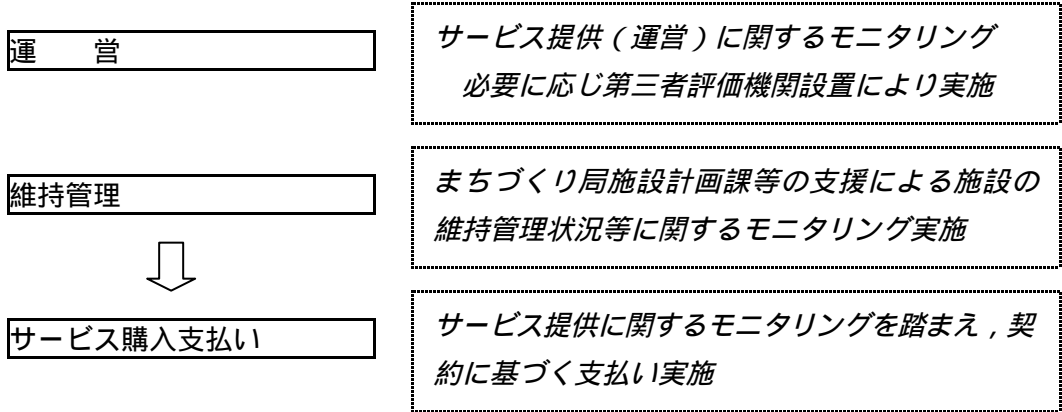 運　　営
サービス提供（運営）に関するモニタリング
必要に応じ第三者評価機関設置により実施
維持管理
まちづくり局施設計画課等の支援による施設の
維持管理状況等に関するモニタリング実施
サービス購入支払い
サービス提供に関するモニタリングを踏まえ，契
約に基づく支払い実施